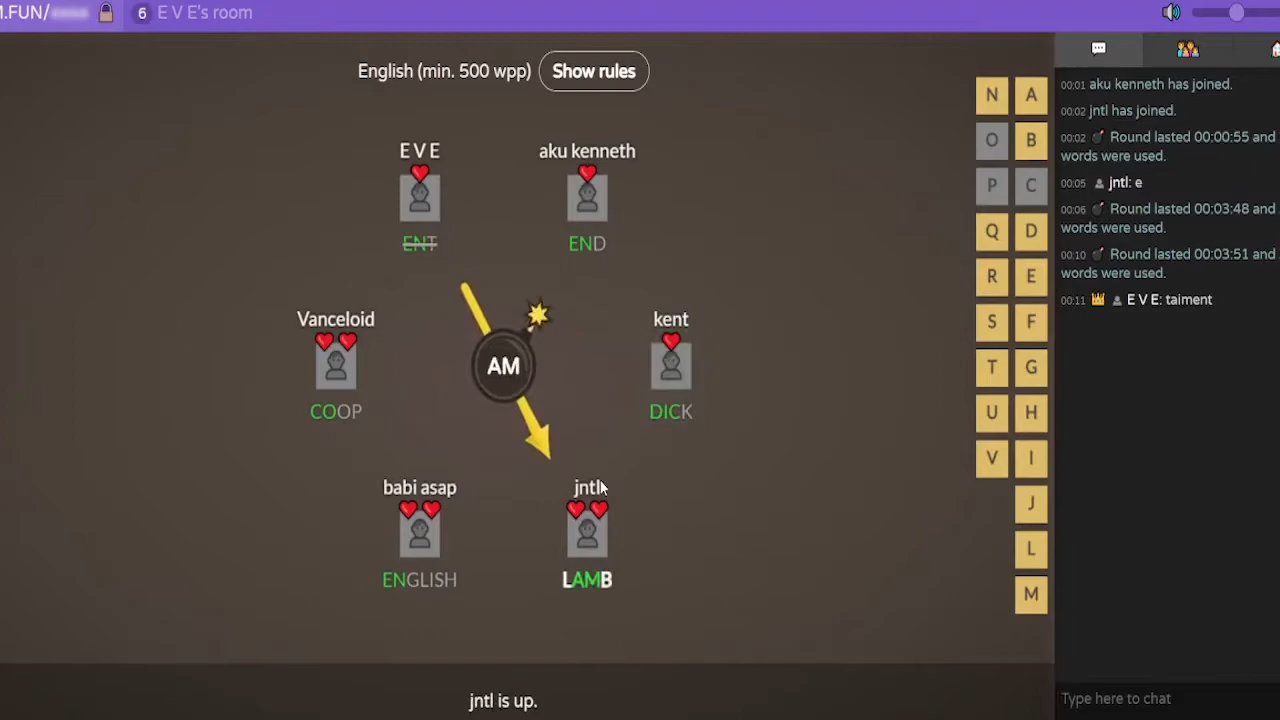 M.FUN/
6 E V E's room
English (min. 500 wpp) Show rules
E V E
ENT
aku kenneth
END
Vanceloid
COOP
AM
kent
DICK
babi asap
ENGLISH
jntl
LAMB
jntl is up.
N A
O B
P C
Q D
R E
S F
T G
U H
V I
J
L
M
00:01 aku kenneth has joined.
00:02 jntl has joined.
00:02 Round lasted 00:00:55 and
words were used.
00:05 jntl: e
00:06 Round lasted 00:03:48 and
words were used.
00:10 Round lasted 00:03:51 and
words were used.
00:11 E V E: taiment
Type here to chat